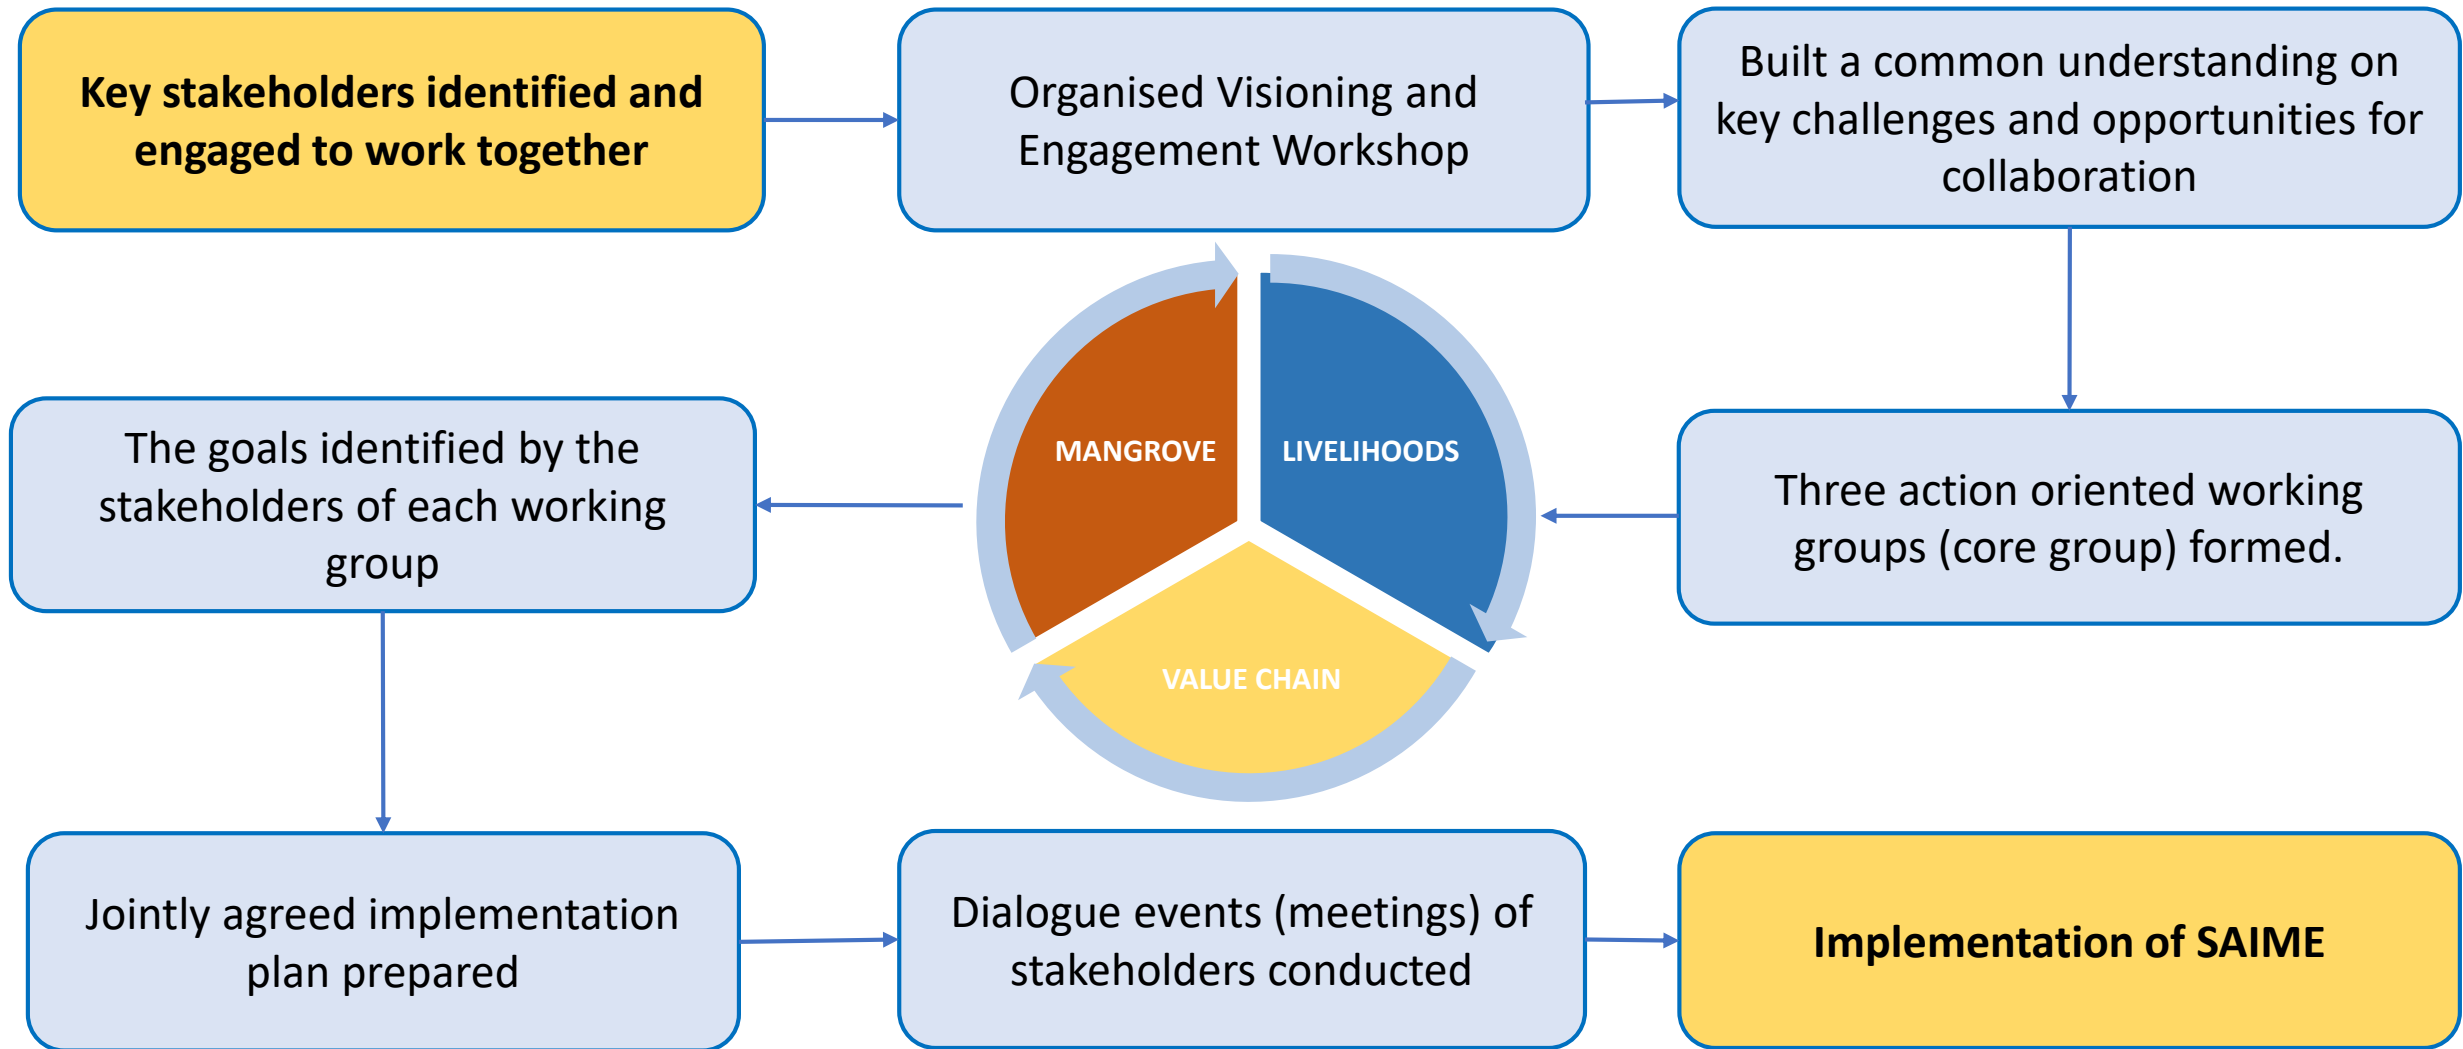 Key stakeholders identified and
engaged to work together
Organised Visioning and
Engagement Workshop
Built a common understanding on
key challenges and opportunities for
collaboration
Three action oriented working
groups (core group) formed.
MANGROVE
LIVELIHOODS
VALUE CHAIN
The goals identified by the
stakeholders of each working
group
Jointly agreed implementation
plan prepared
Dialogue events (meetings) of
stakeholders conducted
Implementation of SAIME